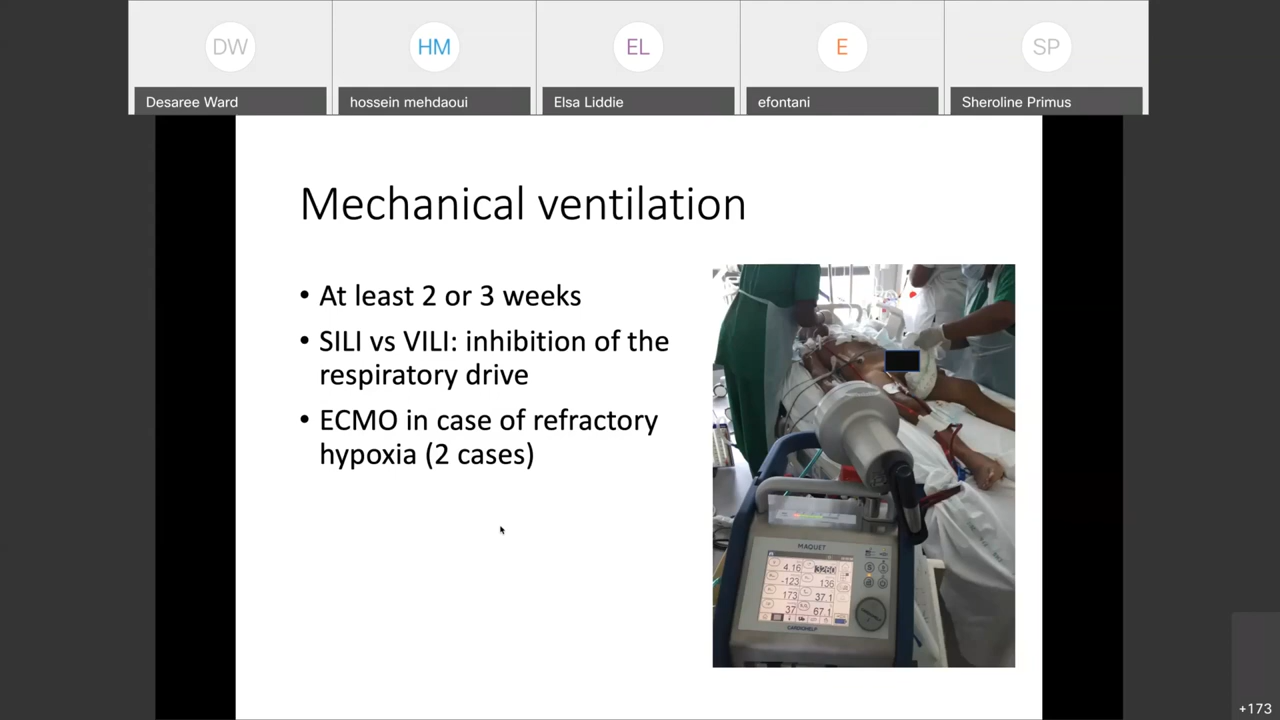 DW
HM
EL
E
SP
Desaree Ward
hossein mehdaoui
Elsa Liddie
efontani
Sheroline Primus
Mechanical ventilation
• At least 2 or 3 weeks
• SILI vs VILI: inhibition of the
respiratory drive
• ECMO in case of refractory
hypoxia (2 cases)
MAQUET
4.16
-123
136
173
37.1
37
67.1
CARDIOHELP
+173